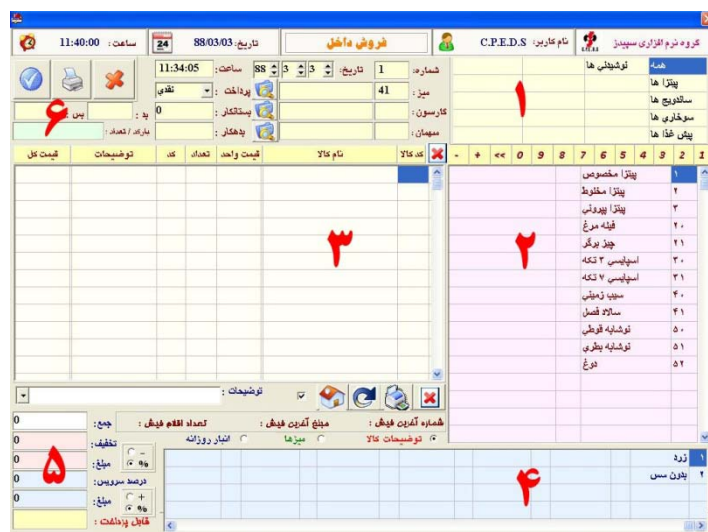 گروه نرم افزاری سپیدز
نام کاربر: C.P.E.D.S
فروش داخل
تاریخ: 88/03/03
24
ساعت: 11:40:00
همه
نوشیدنی ها
پیتزا ها
ساندویچ ها
سوخاری ها
پیش غذا ها
۱
شماره: 1
تاریخ: 3 3 88
ساعت: 11:34:05
میز: 41
پرداخت: نقدي
گارسون:
بستانکار: 0
مهمان:
بدهکار:
بد:
پس:
بارکد / تعداد:
۶
1 2 3 4 5 6 7 8 9 0 << + -
کد کالا
نام کالا
قیمت واحد
تعداد
کد
توضیحات
قیمت کل
۱ پیتزا مخصوص
۲ پیتزا مخلوط
۳ پیتزا پپرونی
۲۰ فیله مرغ
۲۱ چیز برگر
۳۰ اسپایسی ۳ تکه
۳۱ اسپایسی ۷ تکه
۴۰ سیب زمینی
۴۱ سالاد فصل
۵۰ نوشابه قوطی
۵۱ نوشابه بطری
۵۲ دوغ
۲
۳
توضیحات :
شماره آخرین فیش :
مبلغ آخرین فیش :
تعداد اقلام فیش :
توضیحات کالا
میزها
انبار روزانه
۱ زرد
۲ بدون سس
۴
جمع: 0
تخفیف: 0
-
%
مبلغ: 0
درصد سرویس: 0
+
%
مبلغ: 0
قابل پرداخت :
۵